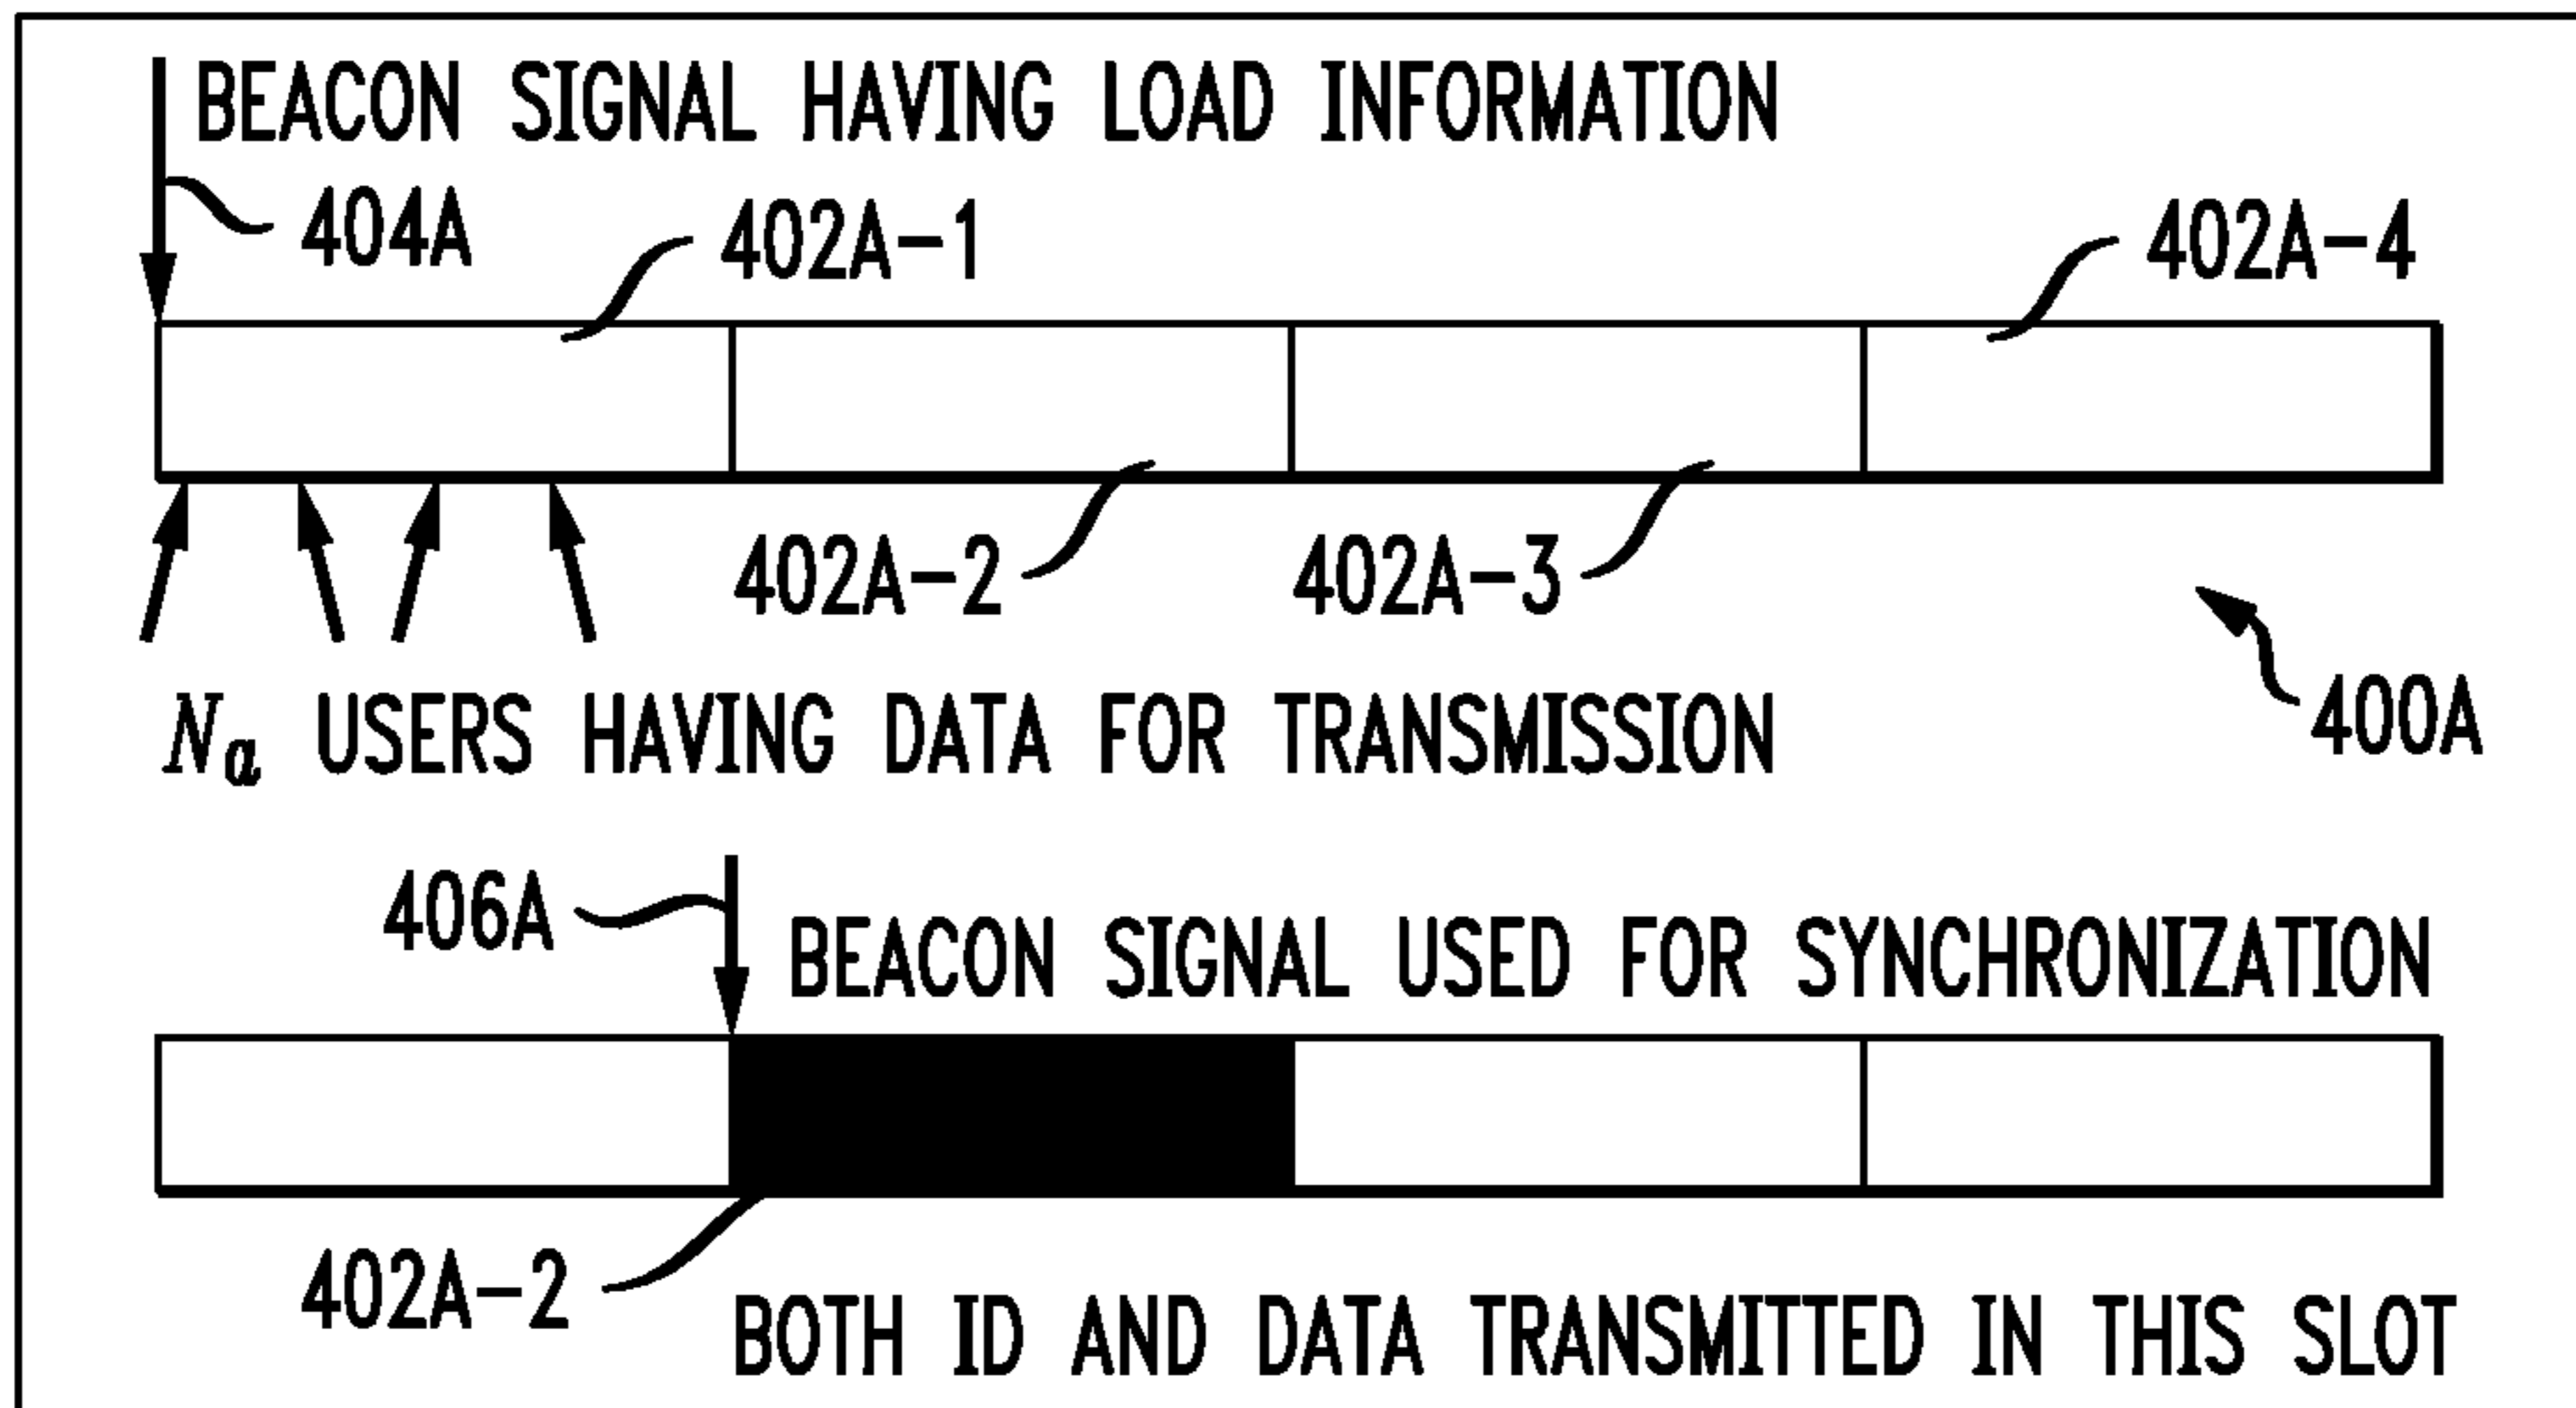 BEACON SIGNAL HAVING LOAD INFORMATION
404A
402A-1
402A-4
402A-2
402A-3
400A
Na USERS HAVING DATA FOR TRANSMISSION
406A
BEACON SIGNAL USED FOR SYNCHRONIZATION
402A-2
BOTH ID AND DATA TRANSMITTED IN THIS SLOT